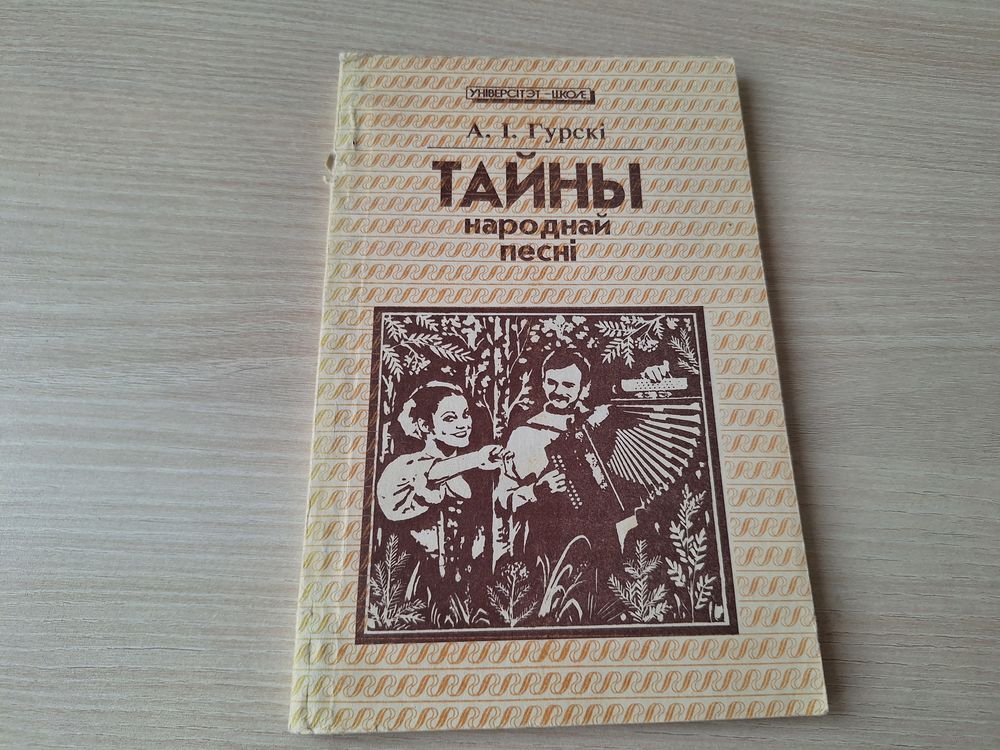 УНІВЕРСІТЭТ—ШКОЛЕ
А. І. Гурскі
ТАЙНЫ
народнай
песні